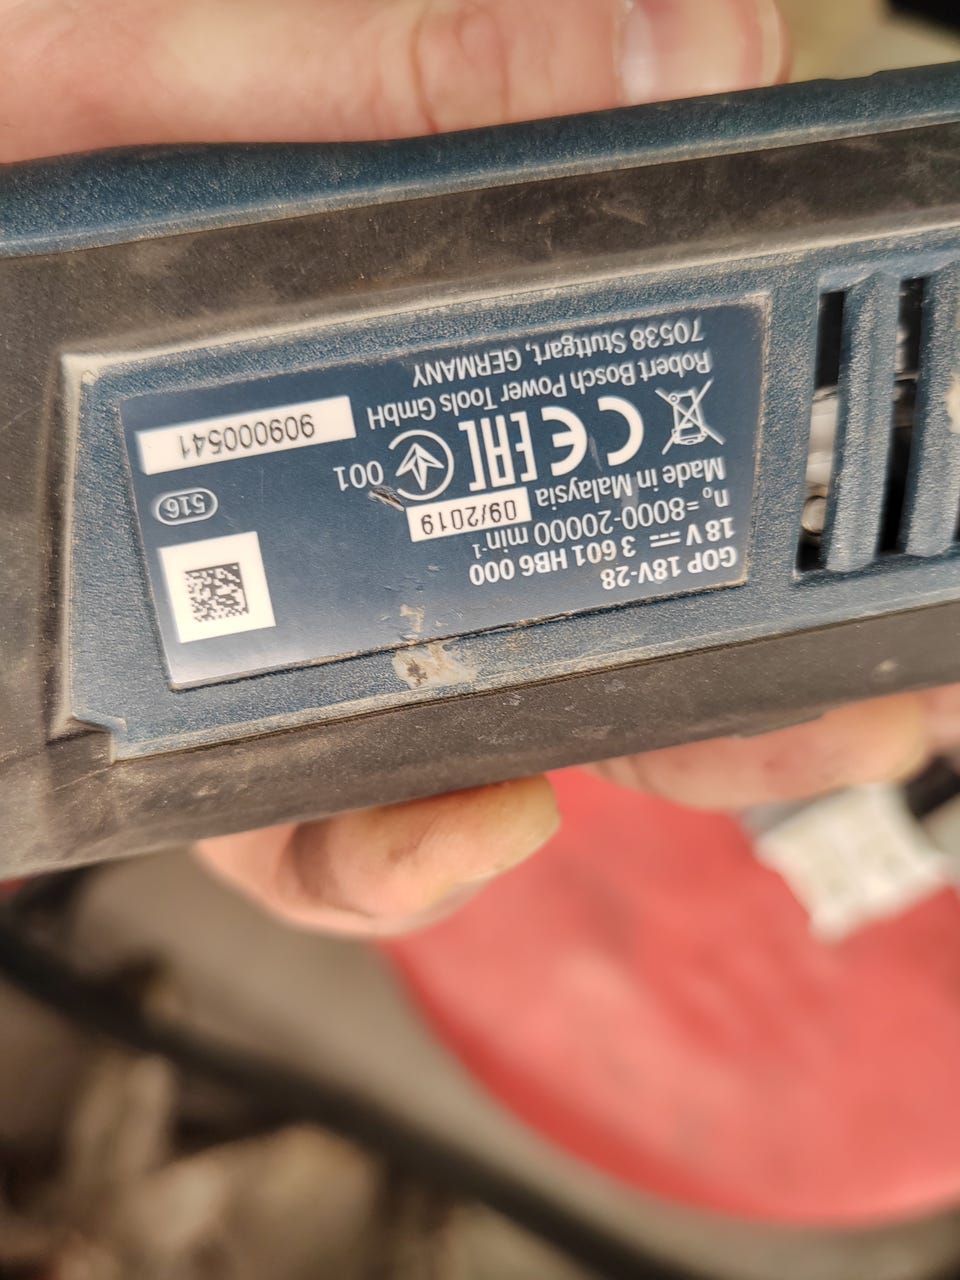 GOP 18V-28
18 V 3 601 HB6 000
n₀=8000-20000 min⁻¹
Made in Malaysia 09/2019
CE EAC 001
Robert Bosch Power Tools GmbH
70538 Stuttgart, GERMANY
516
909000541